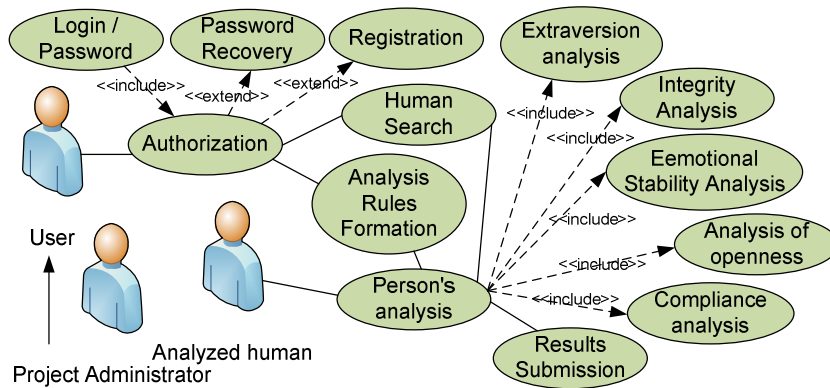 Login /
Password
Password
Recovery
Registration
Extraversion
analysis
<<include>>
<<extend>>
<<extend>>
<<include>>
Integrity
Analysis
Human
Search
<<include>>
Authorization
Eemotional
Stability Analysis
Analysis
Rules
Formation
<<include>>
User
Analysis of
openness
<<include>>
Person's
analysis
<<include>>
Compliance
analysis
Analyzed human
Results
Submission
Project Administrator